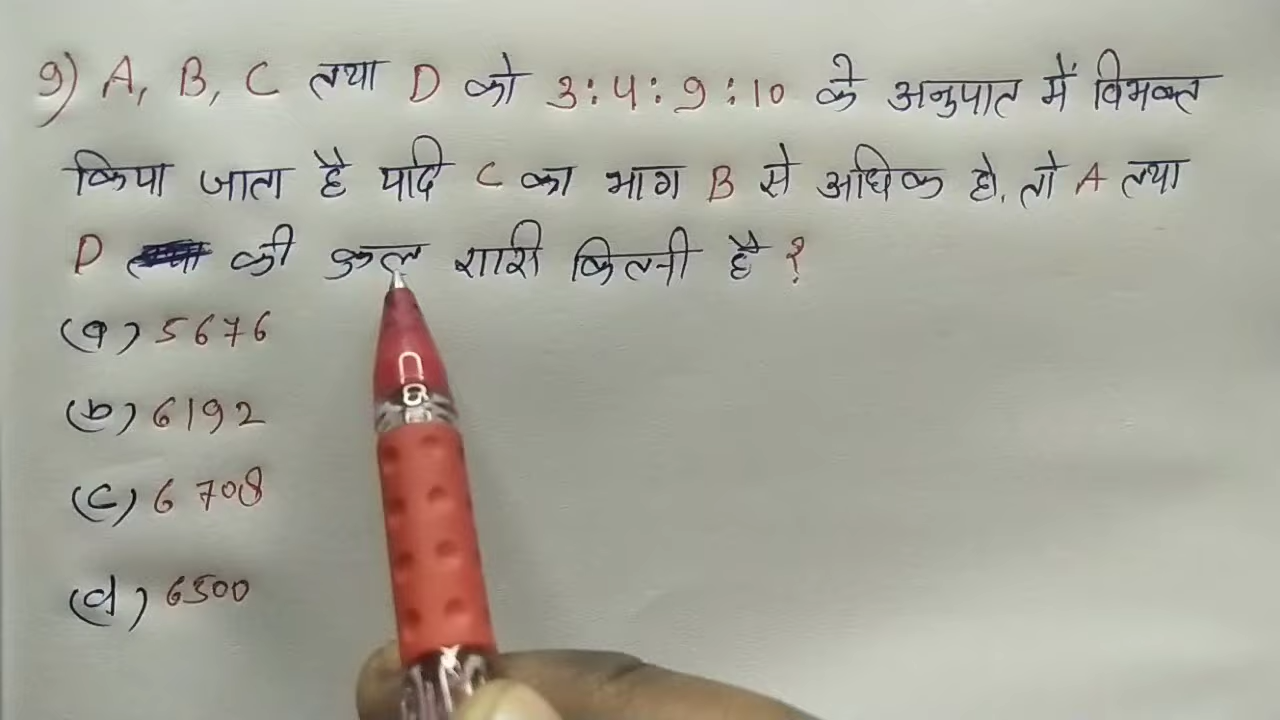 9) A, B, C तथा D को 3:4:9:10 के अनुपात में विभक्त
किया जाता है यदि C का भाग B से अधिक हो, तो A तथा
D की कुल राशी कितनी है ?
(a) 5676
(b) 6192
(c) 6708
(d) 6500